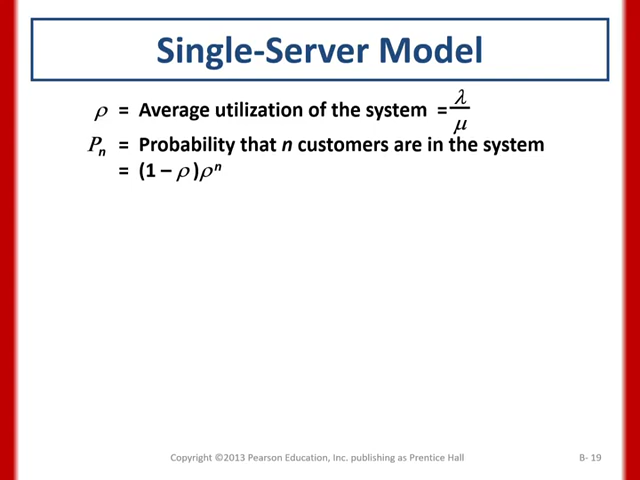 Single-Server Model
ρ = Average utilization of the system = λ/μ
Pn = Probability that n customers are in the system
= (1 – ρ)ρⁿ
Copyright ©2013 Pearson Education, Inc. publishing as Prentice Hall
B- 19